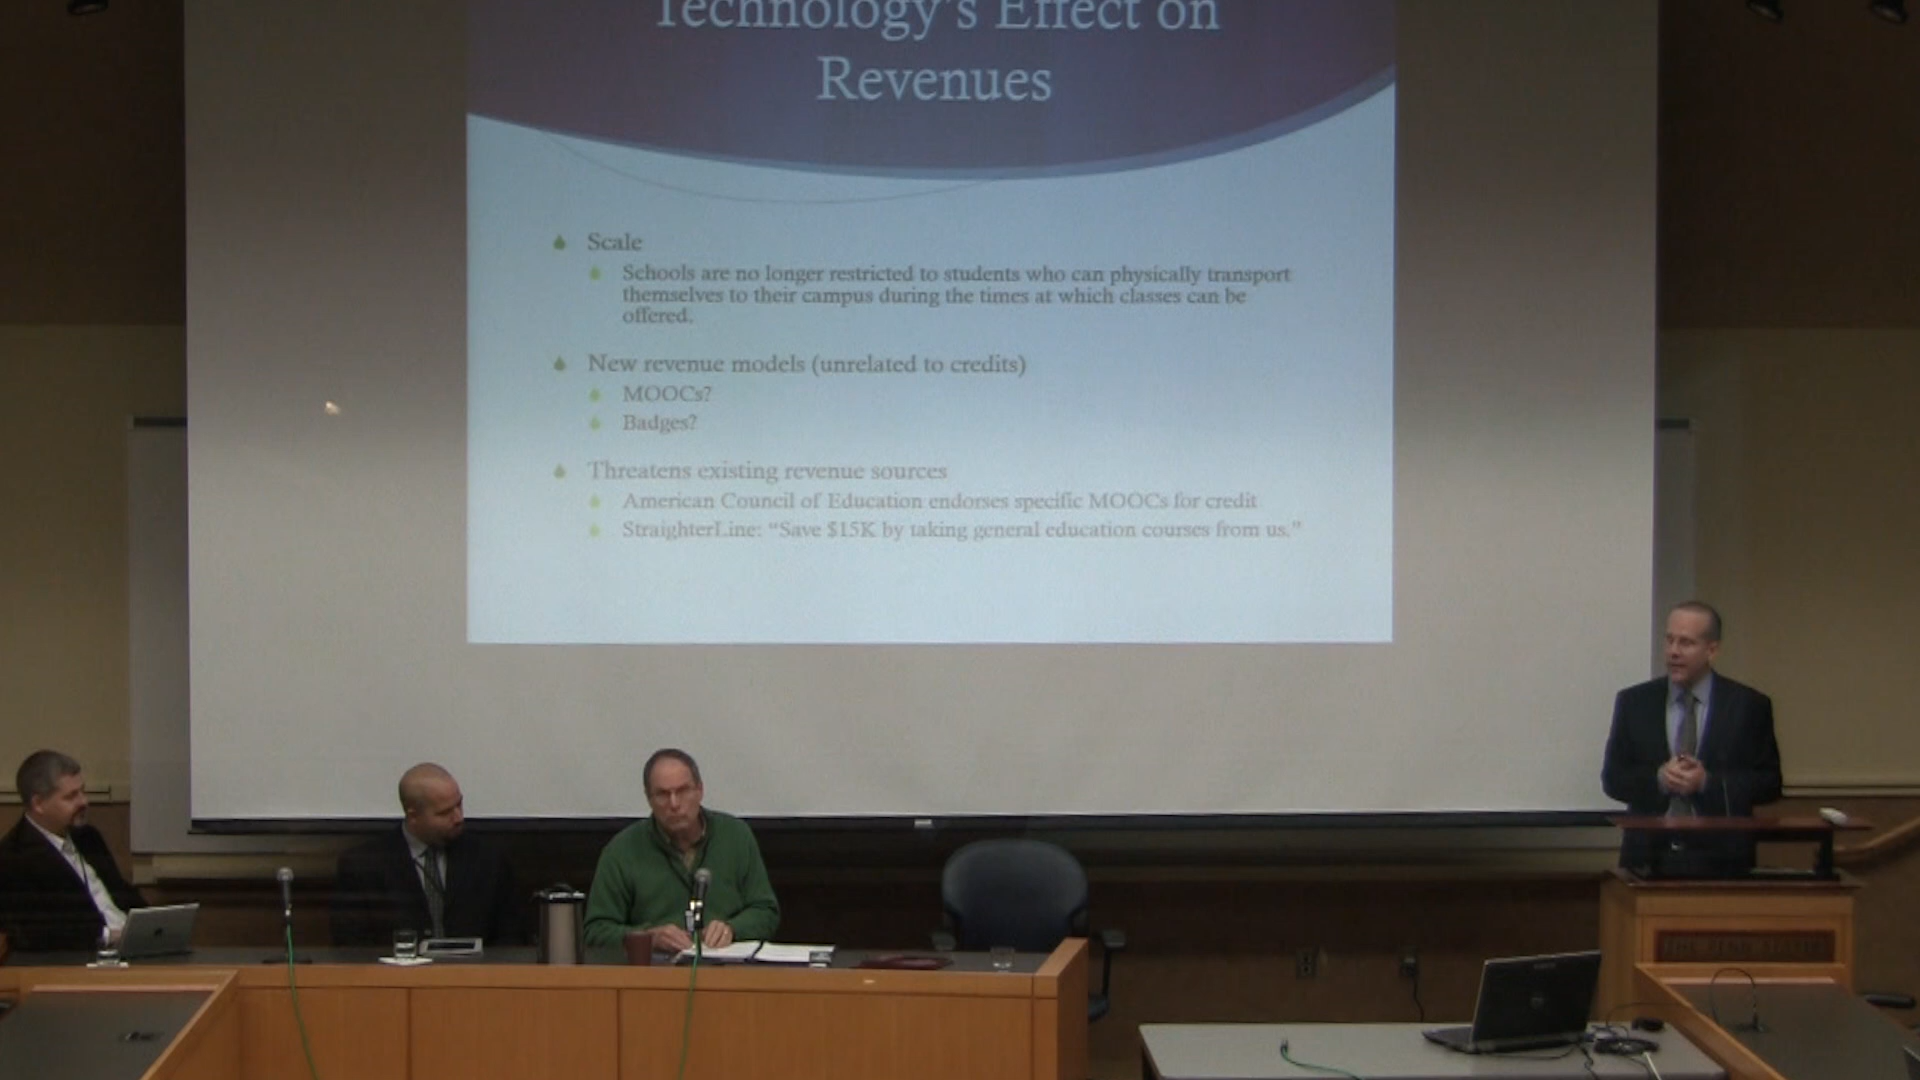 Technology's Effect on
Revenues
Scale
Schools are no longer restricted to students who can physically transport
themselves to their campus during the times at which classes can be
offered.
New revenue models (unrelated to credits)
MOOCs?
Badges?
Threatens existing revenue sources
American Council of Education endorses specific MOOCs for credit
StraighterLine: “Save $15K by taking general education courses from us.”